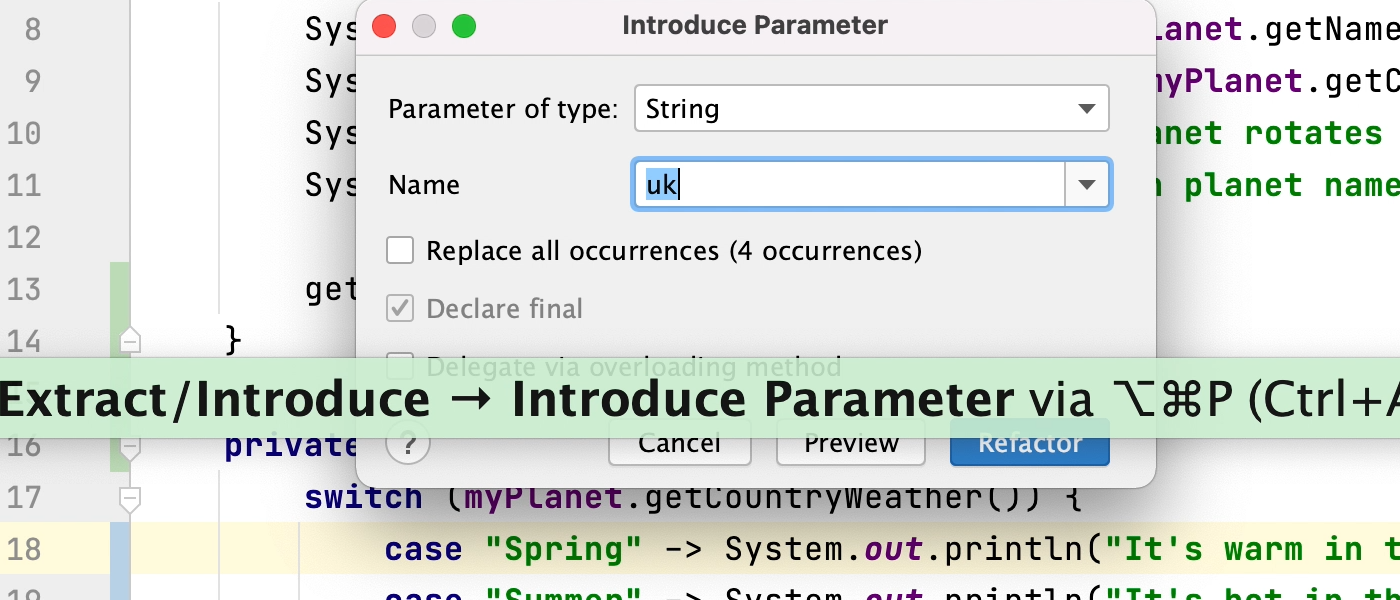 Introduce Parameter
8 Sys lanet.getName
Parameter of type: String
9 Sys myPlanet.getC
10 Sys anet rotates
Name uk
11 Sys n planet name
12
Replace all occurrences (4 occurrences)
13 get
Declare final
14 }
Delegate via overloading method
Extract/Introduce → Introduce Parameter via ⌥⌘P (Ctrl+A
16 private
? Cancel Preview Refactor
17 switch (myPlanet.getCountryWeather()) {
18 case "Spring" -> System.out.println("It's warm in t
19 case "Summer" -> System.out.println("It's hot in th